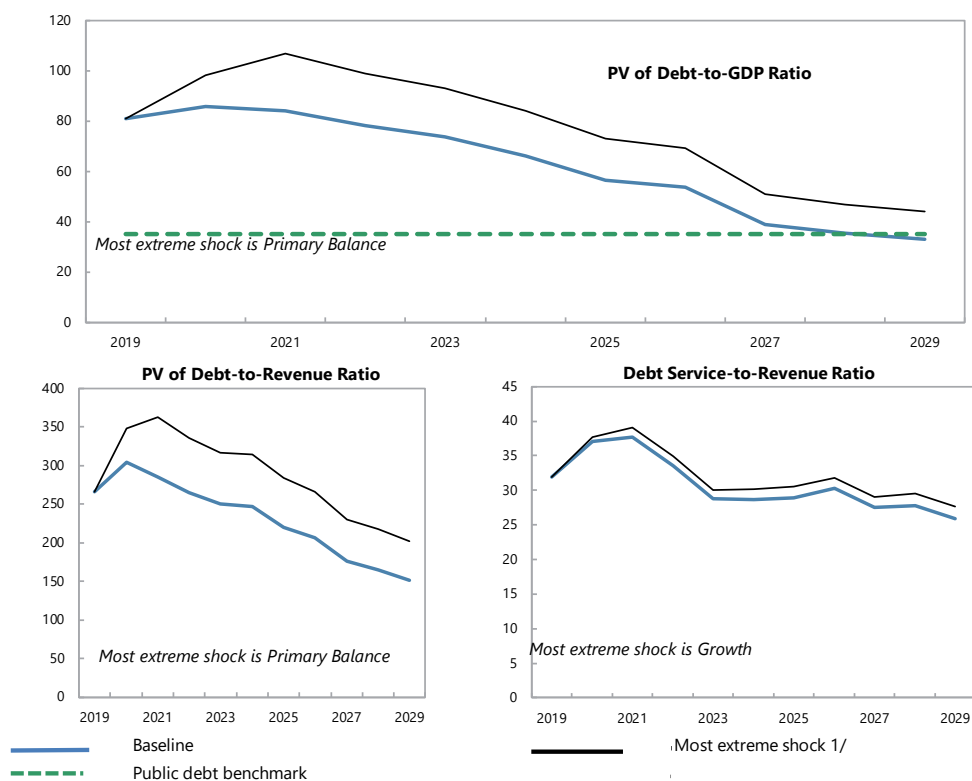 120
100
80
60
40
20
0
PV of Debt-to-GDP Ratio
Most extreme shock is Primary Balance
2019 2021 2023 2025 2027 2029
PV of Debt-to-Revenue Ratio
400
350
300
250
200
150
100
50
0
Most extreme shock is Primary Balance
2019 2021 2023 2025 2027 2029
Debt Service-to-Revenue Ratio
45
40
35
30
25
20
15
10
5
0
Most extreme shock is Growth
2019 2021 2023 2025 2027 2029
Baseline
Most extreme shock 1/
Public debt benchmark